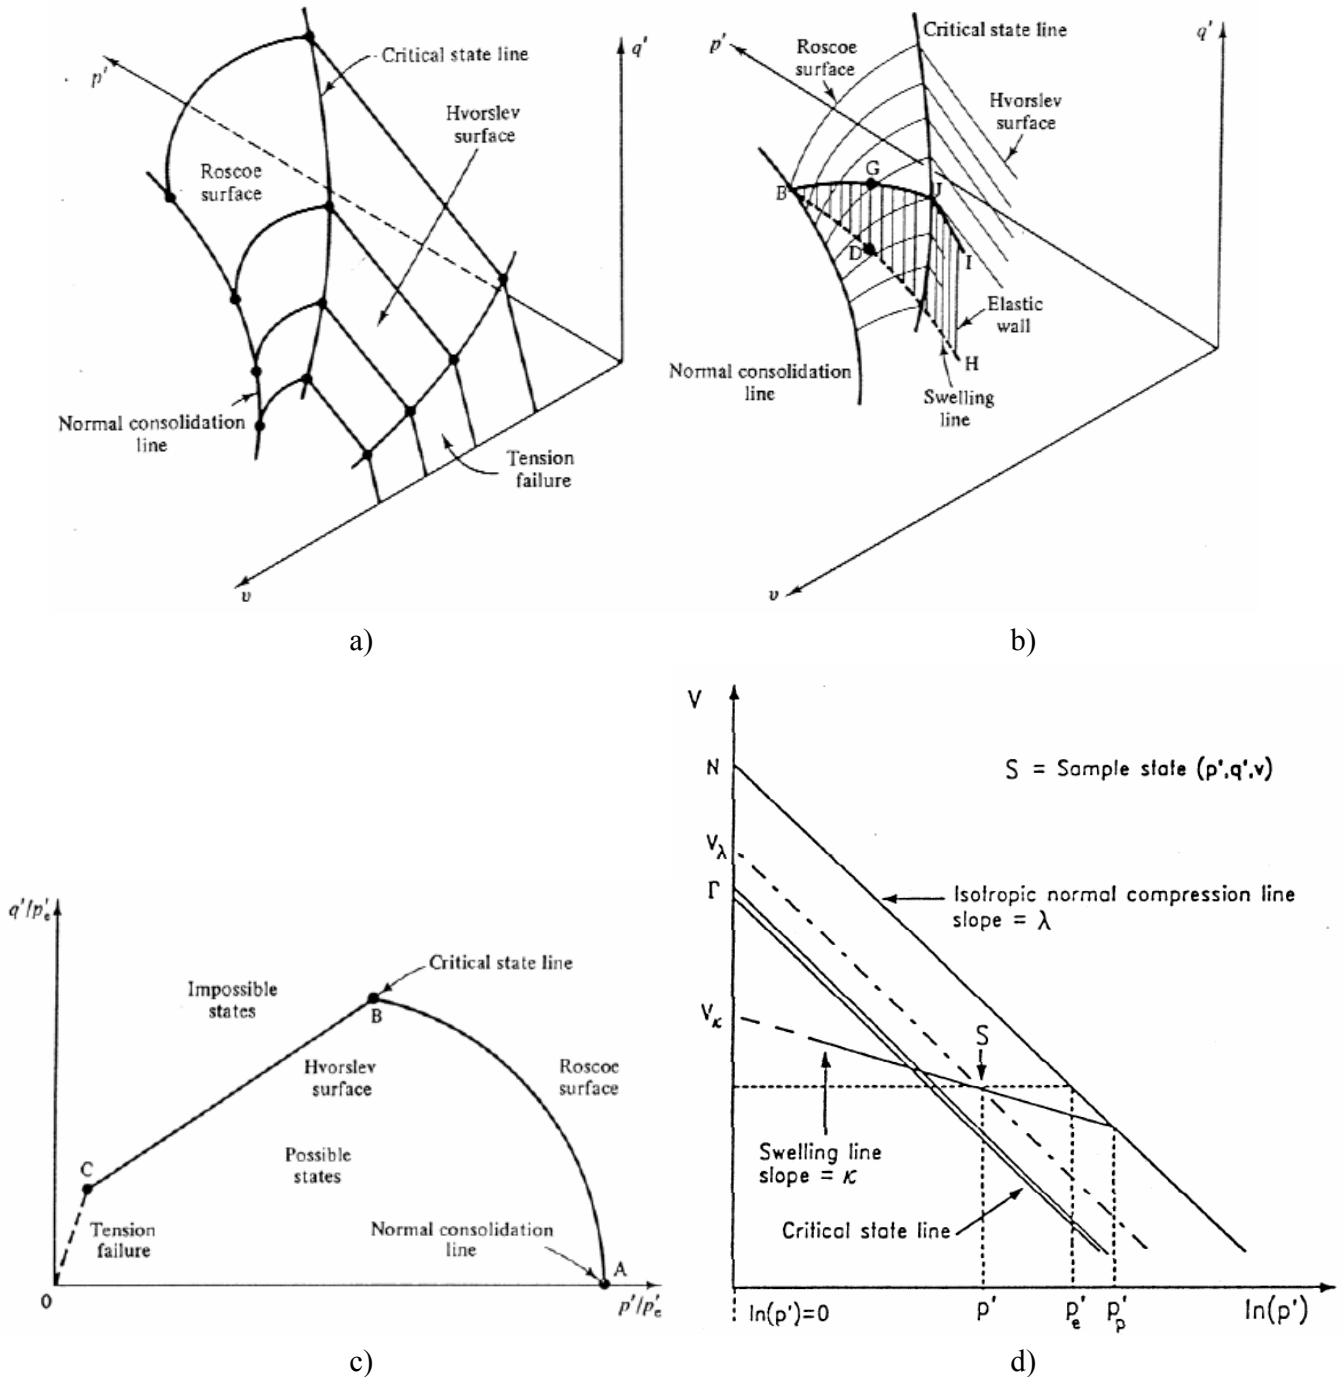 p'
q'
Critical state line
Hvorslev
surface
Roscoe
surface
Normal consolidation
line
Tension
failure
υ
a)
p'
q'
Critical state line
Roscoe
surface
Hvorslev
surface
B
G
J
D
I
Elastic
wall
H
Normal consolidation
line
Swelling
line
υ
b)
q'/p'e
Critical state line
Impossible
states
B
Hvorslev
surface
Roscoe
surface
Possible
states
C
Tension
failure
Normal consolidation
line
A
0
p'/p'e
c)
V
N
S = Sample state (p',q',v)
Vλ
Γ
Isotropic normal compression line
slope = λ
Vκ
S
Swelling line
slope = κ
Critical state line
ln(p')=0
p'
p'e
p'p
ln(p')
d)